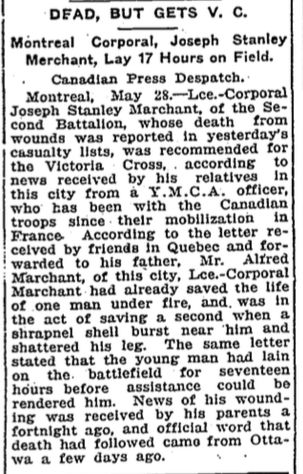 DEAD, BUT GETS V. C.
Montreal Corporal, Joseph Stanley
Merchant, Lay 17 Hours on Field.
Canadian Press Despatch.
Montreal, May 28.—Lce.-Corporal
Joseph Stanley Marchant, of the Se-
cond Battalion, whose death from
wounds was reported in yesterday's
casualty lists, was recommended for
the Victoria Cross, according to
news received by his relatives in
this city from a Y.M.C.A. officer,
who has been with the Canadian
troops since their mobilization in
France. According to the letter re-
ceived by friends in Quebec and for-
warded to his father, Mr. Alfred
Marchant, of this city, Lce.-Corporal
Marchant had already saved the life
of one man under fire, and was in
the act of saving a second when a
shrapnel shell burst near him and
shattered his leg. The same letter
stated that the young man had lain
on the battlefield for seventeen
hours before assistance could be
rendered him. News of his wound-
ing was received by his parents a
fortnight ago, and official word that
death had followed came from Otta-
wa a few days ago.